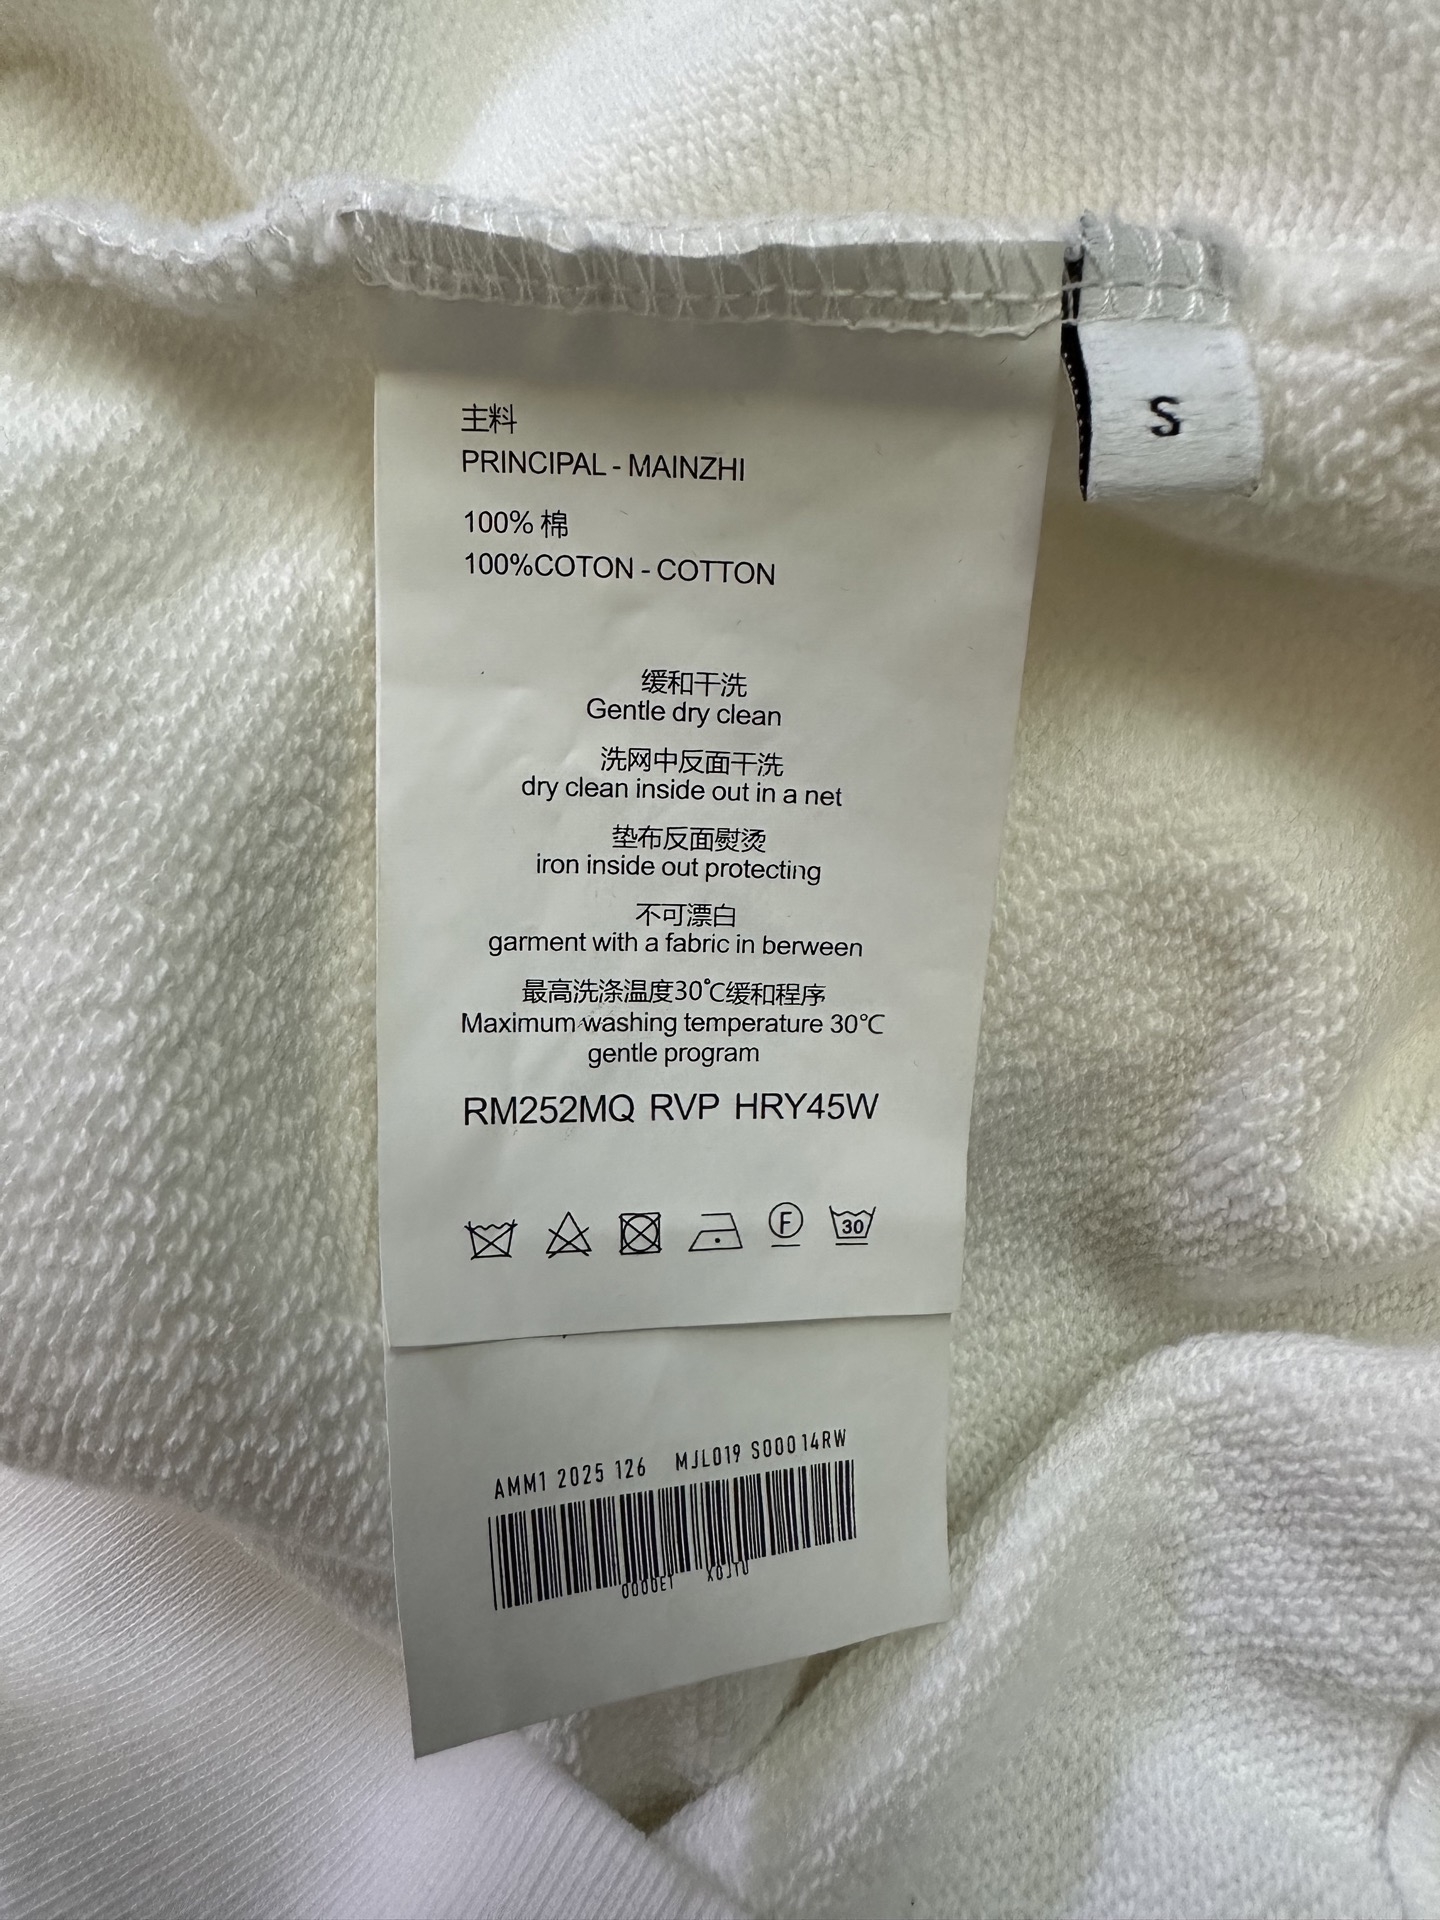 S
主料
PRINCIPAL - MAINZHI
100% 棉
100%COTON - COTTON
缓和干洗
Gentle dry clean
洗网中反面干洗
dry clean inside out in a net
垫布反面熨烫
iron inside out protecting
不可漂白
garment with a fabric in berween
最高洗涤温度30℃缓和程序
Maximum washing temperature 30℃
gentle program
RM252MQ RVP HRY45W
F
30
AMM1 2025 126 MJL019 S00014RW